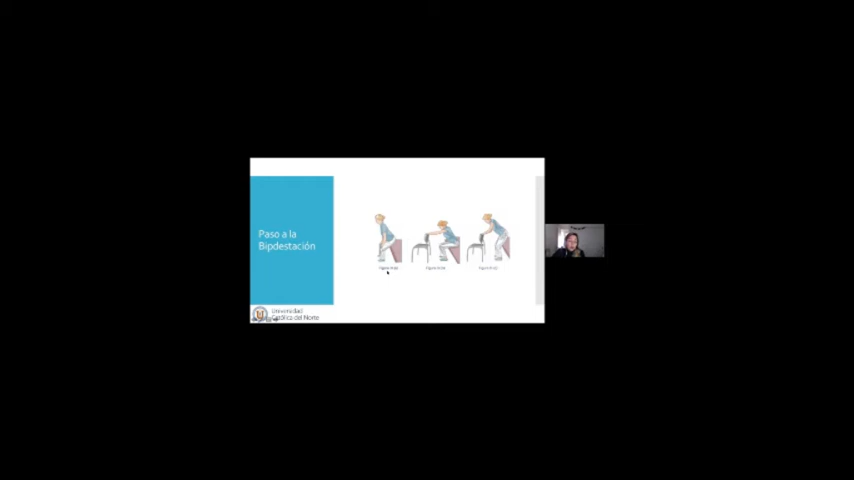 Paso a la
Bipdestación
Universidad
Católica del Norte